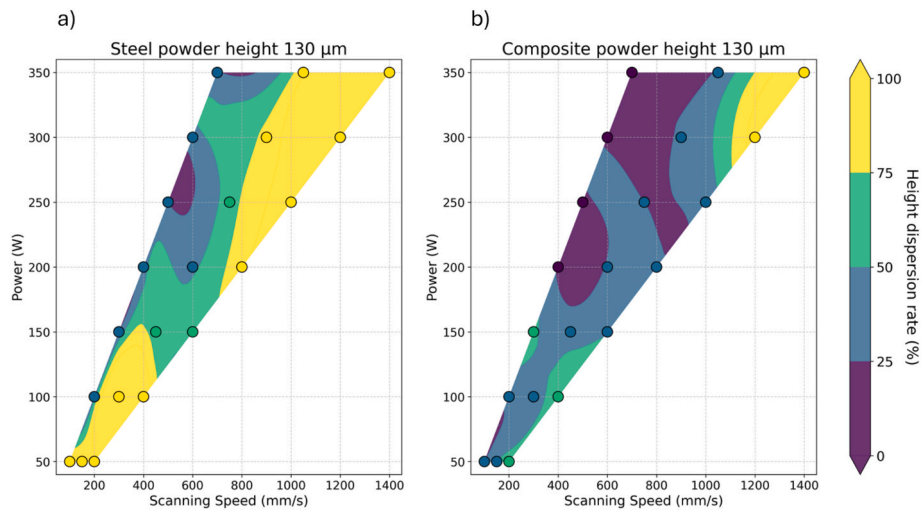 a)
b)
Steel powder height 130 μm
Composite powder height 130 μm
350
300
250
200
150
100
50
Power (W)
200 400 600 800 1000 1200 1400
Scanning Speed (mm/s)
350
300
250
200
150
100
50
Power (W)
200 400 600 800 1000 1200 1400
Scanning Speed (mm/s)
100
75
50
25
0
Height dispersion rate (%)